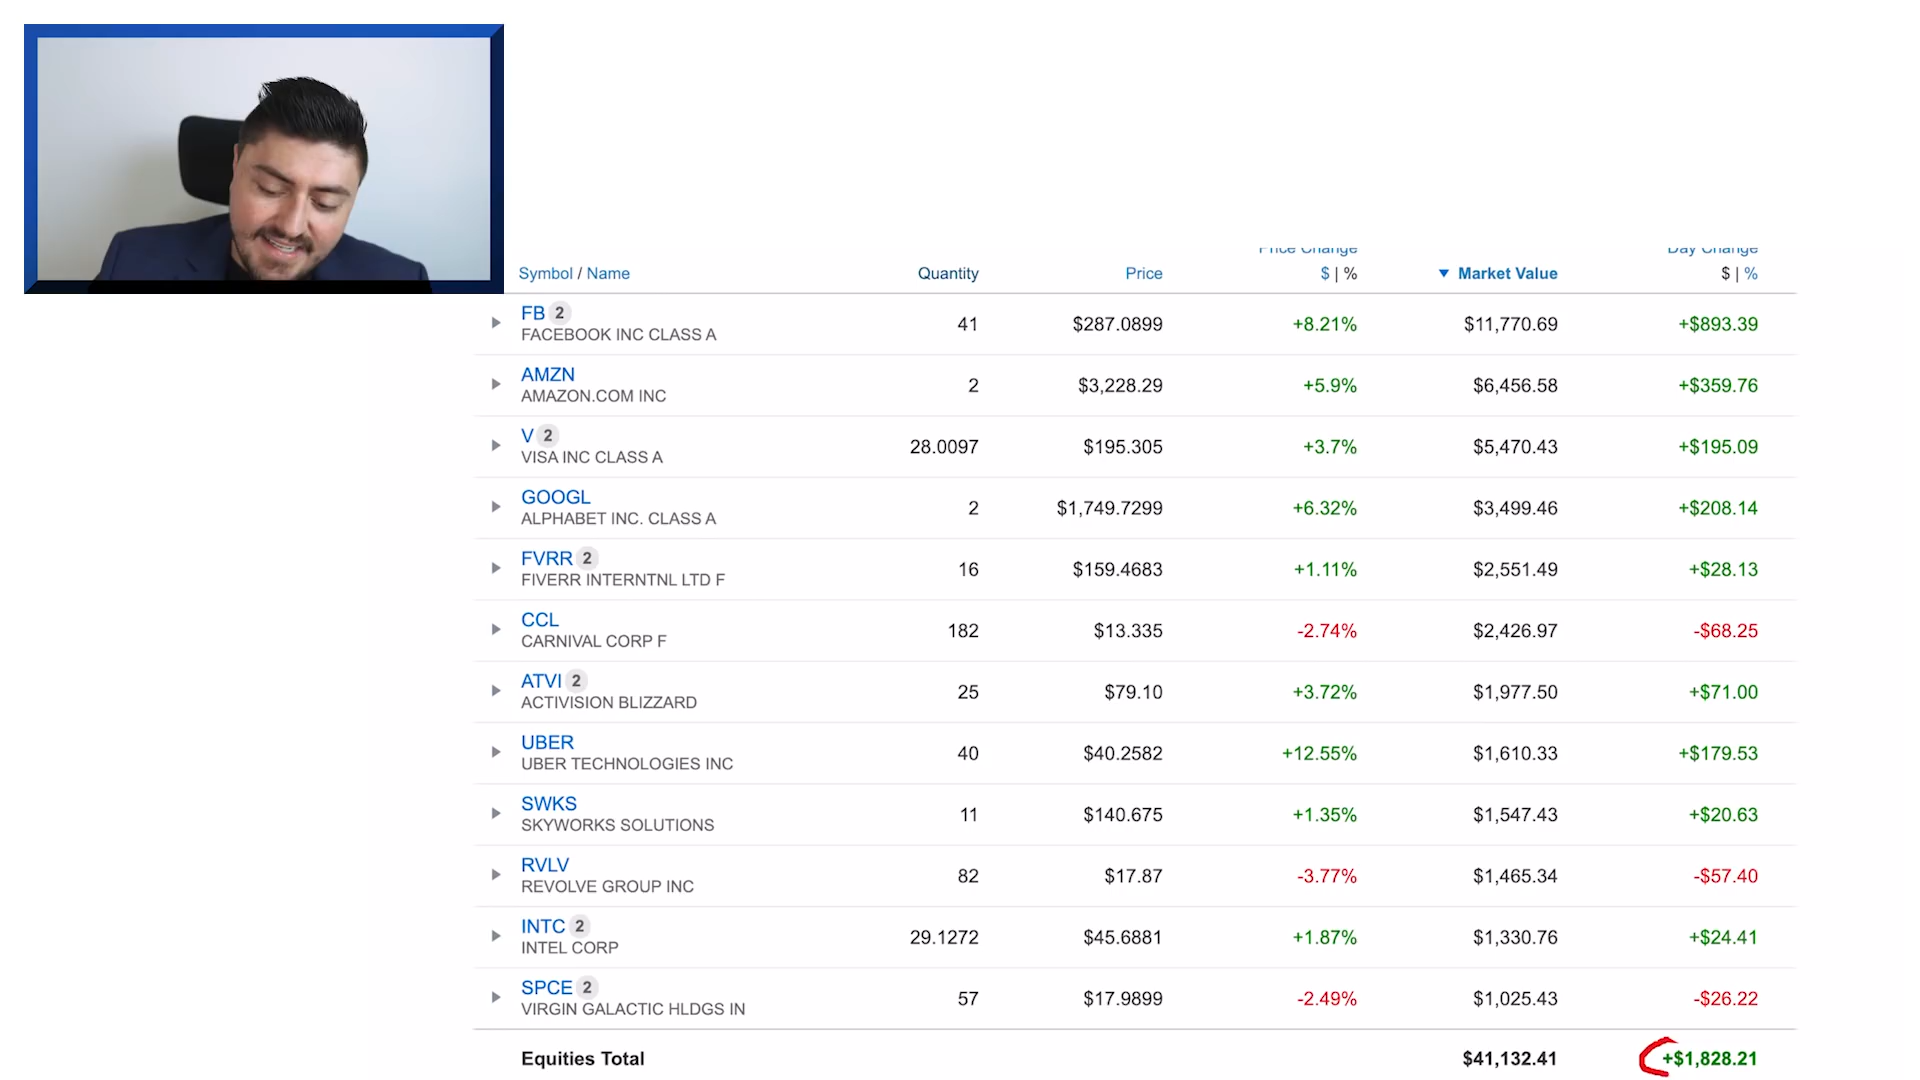 Price Change Day Change
Symbol / Name Quantity Price $ | % ▼ Market Value $ | %
FB 2
FACEBOOK INC CLASS A 41 $287.0899 +8.21% $11,770.69 +$893.39
AMZN
AMAZON.COM INC 2 $3,228.29 +5.9% $6,456.58 +$359.76
V 2
VISA INC CLASS A 28.0097 $195.305 +3.7% $5,470.43 +$195.09
GOOGL
ALPHABET INC. CLASS A 2 $1,749.7299 +6.32% $3,499.46 +$208.14
FVRR 2
FIVERR INTERNTNL LTD F 16 $159.4683 +1.11% $2,551.49 +$28.13
CCL
CARNIVAL CORP F 182 $13.335 -2.74% $2,426.97 -$68.25
ATVI 2
ACTIVISION BLIZZARD 25 $79.10 +3.72% $1,977.50 +$71.00
UBER
UBER TECHNOLOGIES INC 40 $40.2582 +12.55% $1,610.33 +$179.53
SWKS
SKYWORKS SOLUTIONS 11 $140.675 +1.35% $1,547.43 +$20.63
RVLV
REVOLVE GROUP INC 82 $17.87 -3.77% $1,465.34 -$57.40
INTC 2
INTEL CORP 29.1272 $45.6881 +1.87% $1,330.76 +$24.41
SPCE 2
VIRGIN GALACTIC HLDGS IN 57 $17.9899 -2.49% $1,025.43 -$26.22
Equities Total $41,132.41 +$1,828.21